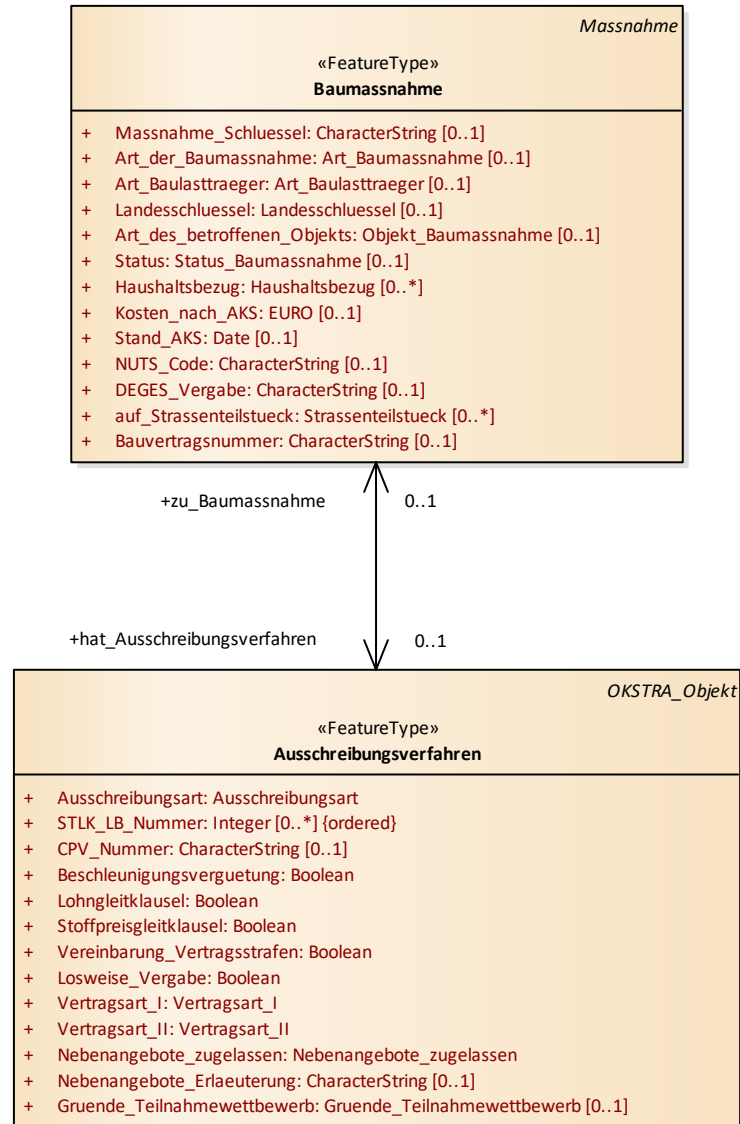 Massnahme
«FeatureType»
Baumassnahme
+ Massnahme_Schluessel: CharacterString [0..1]
+ Art_der_Baumassnahme: Art_Baumassnahme [0..1]
+ Art_Baulasttraeger: Art_Baulasttraeger [0..1]
+ Landesschluessel: Landesschluessel [0..1]
+ Art_des_betroffenen_Objekts: Objekt_Baumassnahme [0..1]
+ Status: Status_Baumassnahme [0..1]
+ Haushaltsbezug: Haushaltsbezug [0..*]
+ Kosten_nach_AKS: EURO [0..1]
+ Stand_AKS: Date [0..1]
+ NUTS_Code: CharacterString [0..1]
+ DEGES_Vergabe: CharacterString [0..1]
+ auf_Strassenteilstueck: Strassenteilstueck [0..*]
+ Bauvertragsnummer: CharacterString [0..1]
+zu_Baumassnahme 0..1
+hat_Ausschreibungsverfahren 0..1
OKSTRA_Objekt
«FeatureType»
Ausschreibungsverfahren
+ Ausschreibungsart: Ausschreibungsart
+ STLK_LB_Nummer: Integer [0..*] {ordered}
+ CPV_Nummer: CharacterString [0..1]
+ Beschleunigungsverguetung: Boolean
+ Lohngleitklausel: Boolean
+ Stoffpreisgleitklausel: Boolean
+ Vereinbarung_Vertragsstrafen: Boolean
+ Losweise_Vergabe: Boolean
+ Vertragsart_I: Vertragsart_I
+ Vertragsart_II: Vertragsart_II
+ Nebenangebote_zugelassen: Nebenangebote_zugelassen
+ Nebenangebote_Erlaeuterung: CharacterString [0..1]
+ Gruende_Teilnahmewettbewerb: Gruende_Teilnahmewettbewerb [0..1]